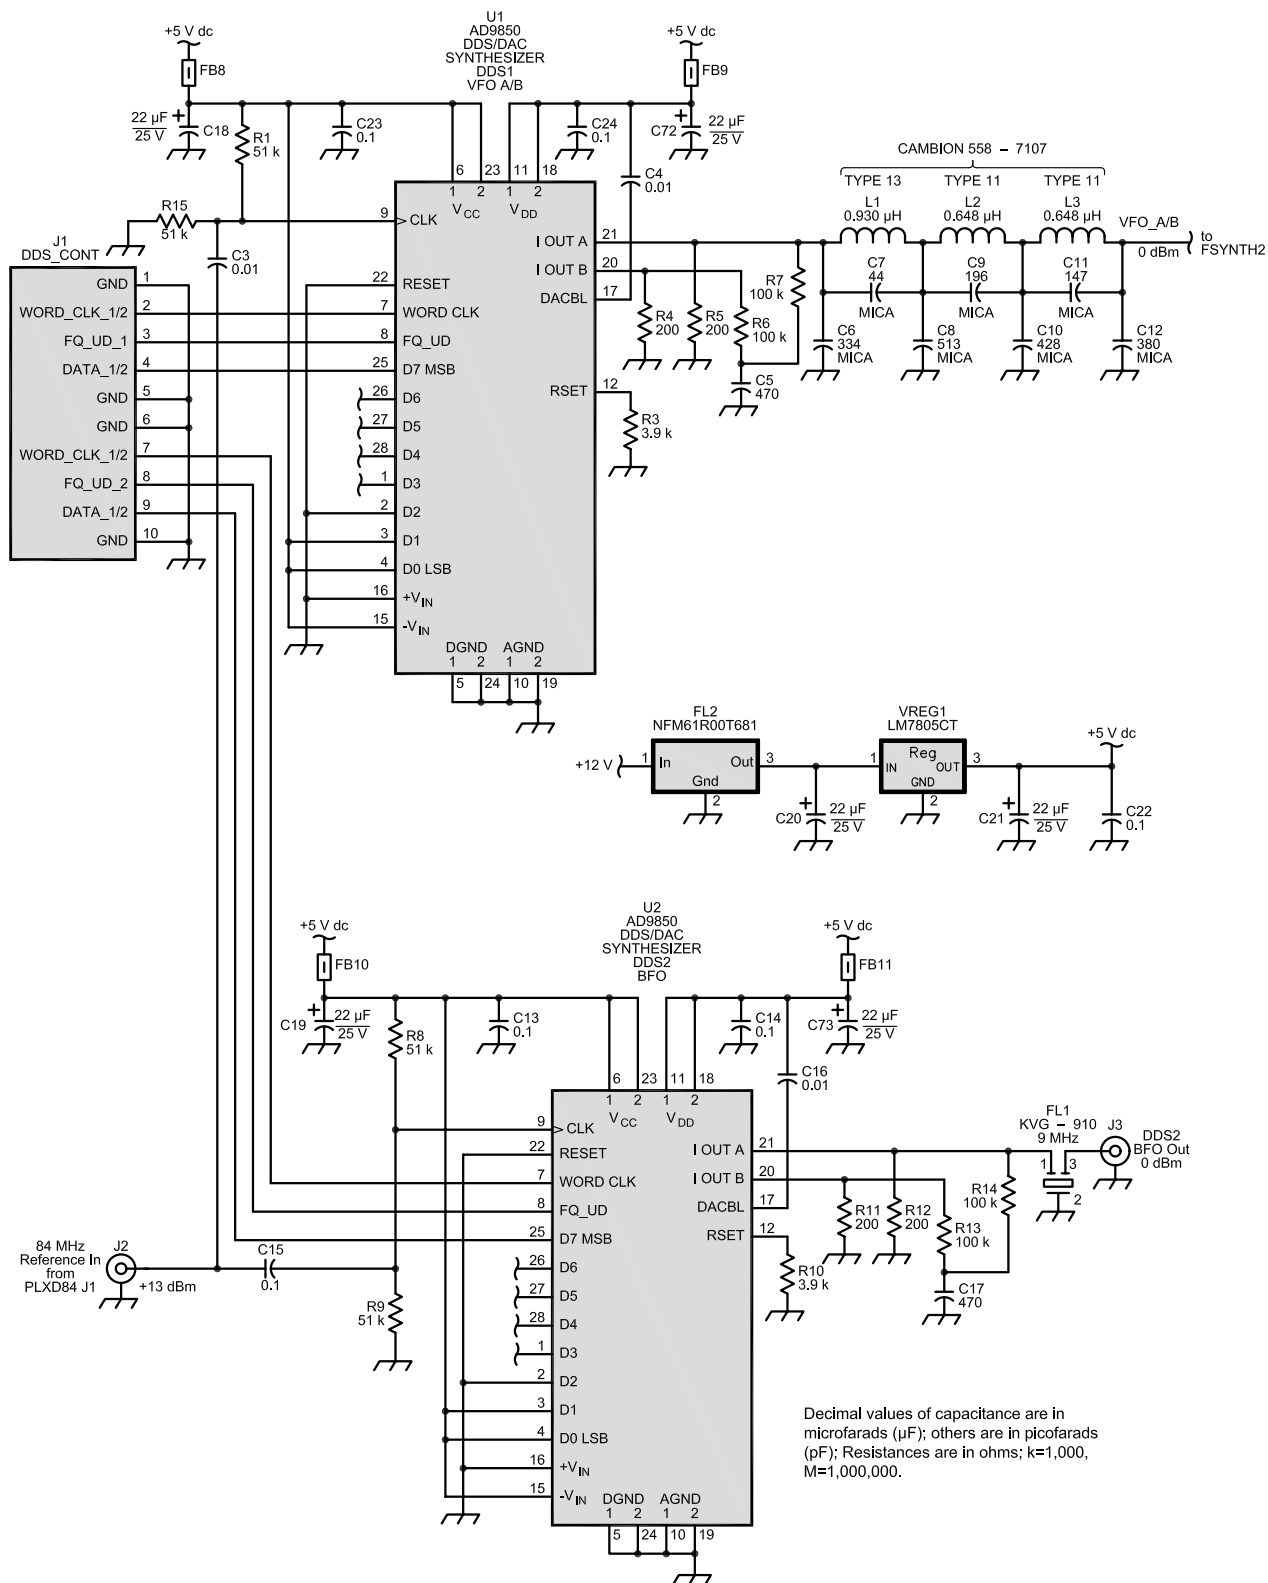 U1
AD9850
DDS/DAC
SYNTHESIZER
DDS1
VFO A/B
+5 V dc
FB8
+5 V dc
FB9
22 µF
25 V
+
C18
R1
51 k
C23
0.1
C24
0.1
C72
+
22 µF
25 V
C4
0.01
6
23
11
18
1
2
1
2
VCC
VDD
R15
51 k
C3
0.01
9
CLK
22
RESET
7
WORD CLK
8
FQ_UD
25
D7 MSB
26
D6
27
D5
28
D4
1
D3
2
D2
3
D1
4
D0 LSB
16
+VIN
15
-VIN
I OUT A
21
I OUT B
20
DACBL
17
RSET
12
DGND
AGND
1
2
1
2
5
24
10
19
J1
DDS_CONT
GND
1
WORD_CLK_1/2
2
FQ_UD_1
3
DATA_1/2
4
GND
5
GND
6
WORD_CLK_1/2
7
FQ_UD_2
8
DATA_1/2
9
GND
10
R4
200
R5
200
R6
100 k
R7
100 k
C5
470
R3
3.9 k
CAMBION 558 – 7107
TYPE 13
TYPE 11
TYPE 11
L1
0.930 µH
L2
0.648 µH
L3
0.648 µH
C7
44
MICA
C9
196
MICA
C11
147
MICA
C6
334
MICA
C8
513
MICA
C10
428
MICA
C12
380
MICA
VFO_A/B
0 dBm
to
FSYNTH2
FL2
NFM61R00T681
+12 V
1
In
Out
3
Gnd
2
VREG1
LM7805CT
1
Reg
IN
OUT
GND
3
2
+5 V dc
+
C20
22 µF
25 V
+
C21
22 µF
25 V
C22
0.1
U2
AD9850
DDS/DAC
SYNTHESIZER
DDS2
BFO
+5 V dc
FB10
+5 V dc
FB11
+
C19
22 µF
25 V
R8
51 k
C13
0.1
C14
0.1
+
C73
22 µF
25 V
C16
0.01
6
23
11
18
1
2
1
2
VCC
VDD
9
CLK
22
RESET
7
WORD CLK
8
FQ_UD
25
D7 MSB
26
D6
27
D5
28
D4
1
D3
2
D2
3
D1
4
D0 LSB
16
+VIN
15
-VIN
I OUT A
21
I OUT B
20
DACBL
17
RSET
12
DGND
AGND
1
2
1
2
5
24
10
19
84 MHz
Reference In
from
PLXD84 J1
J2
+13 dBm
C15
0.1
R9
51 k
R11
200
R12
200
R13
100 k
R14
100 k
R10
3.9 k
C17
470
FL1
KVG – 910
9 MHz
1
3
2
J3
DDS2
BFO Out
0 dBm
Decimal values of capacitance are in
microfarads (µF); others are in picofarads
(pF); Resistances are in ohms; k=1,000,
M=1,000,000.